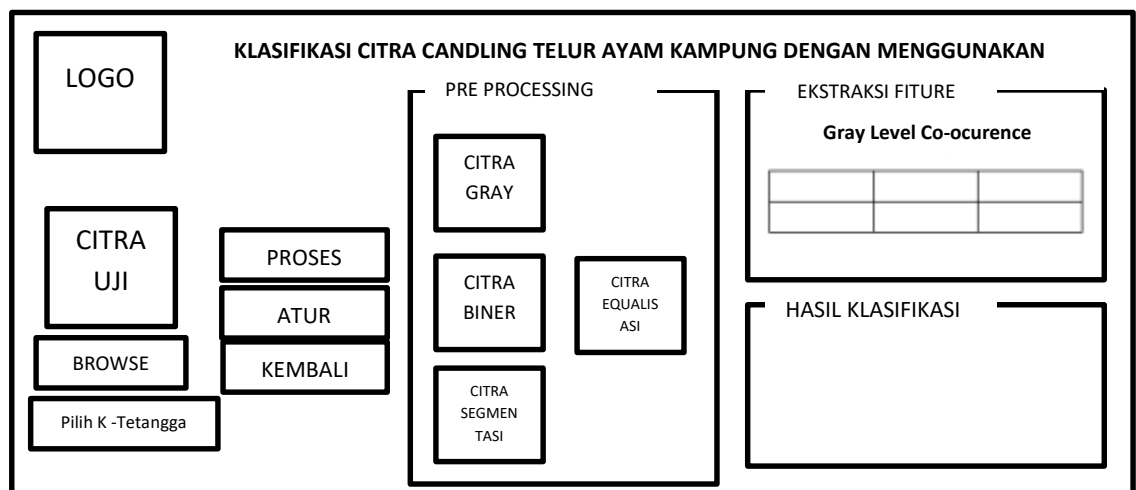 KLASIFIKASI CITRA CANDLING TELUR AYAM KAMPUNG DENGAN MENGGUNAKAN
LOGO
CITRA
UJI
BROWSE
Pilih K -Tetangga
PROSES
ATUR
KEMBALI
PRE PROCESSING
CITRA
GRAY
CITRA
BINER
CITRA
SEGMEN
TASI
CITRA
EQUALIS
ASI
EKSTRAKSI FITURE
Gray Level Co-ocurence
HASIL KLASIFIKASI